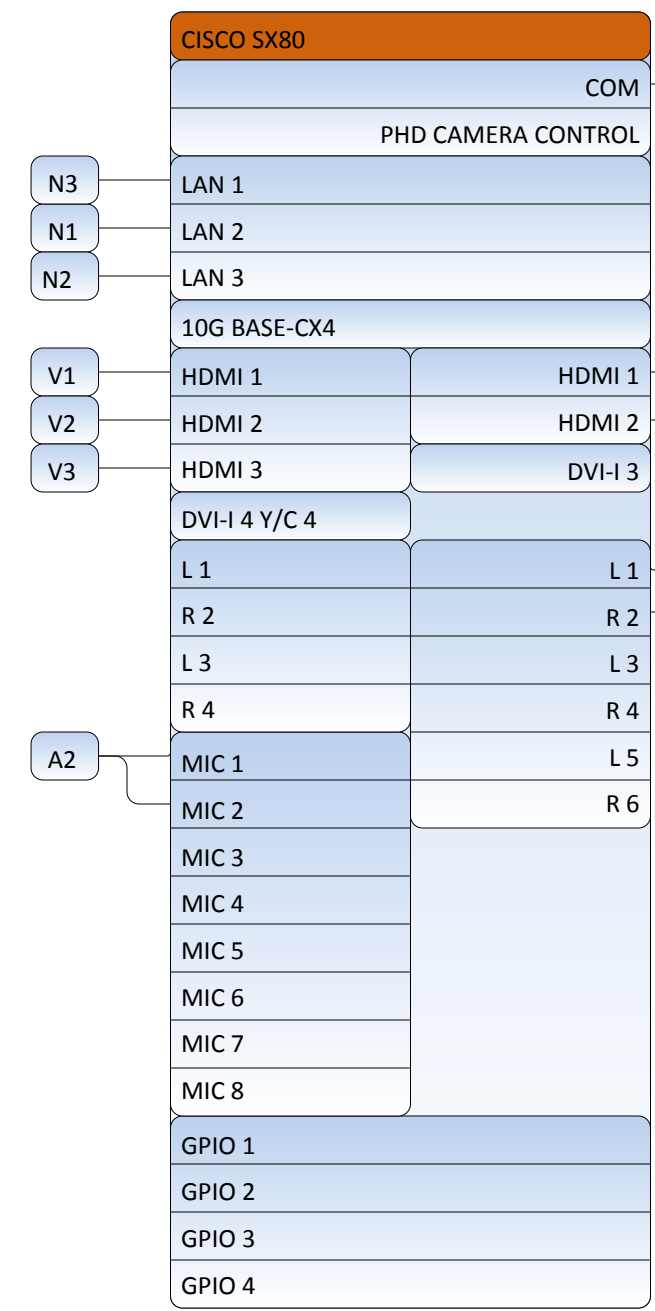 CISCO SX80
COM
PHD CAMERA CONTROL
N3 LAN 1
N1 LAN 2
N2 LAN 3
10G BASE-CX4
V1 HDMI 1 HDMI 1
V2 HDMI 2 HDMI 2
V3 HDMI 3 DVI-I 3
DVI-I 4 Y/C 4
L 1 L 1
R 2 R 2
L 3 L 3
R 4 R 4
A2 MIC 1 L 5
MIC 2 R 6
MIC 3
MIC 4
MIC 5
MIC 6
MIC 7
MIC 8
GPIO 1
GPIO 2
GPIO 3
GPIO 4